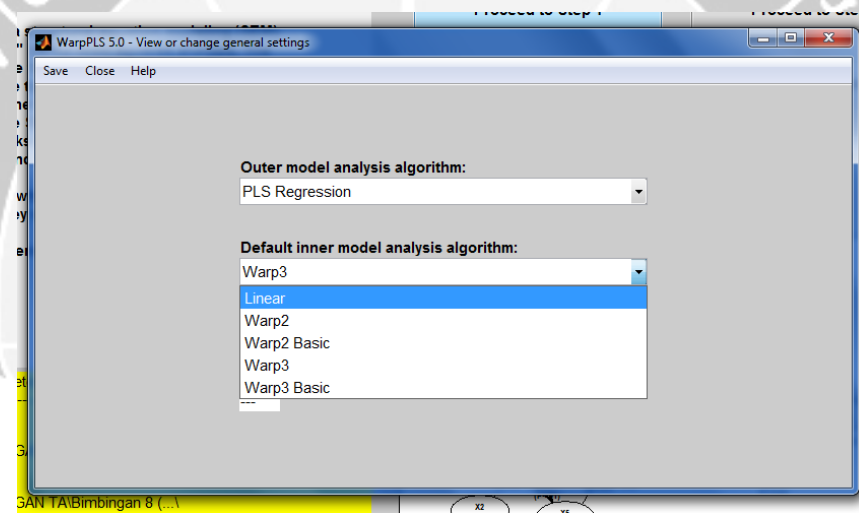 Proceed to Step 1
WarpPLS 5.0 - View or change general settings
Save Close Help
Outer model analysis algorithm:
PLS Regression
Default inner model analysis algorithm:
Warp3
Linear
Warp2
Warp2 Basic
Warp3
Warp3 Basic
---
GAN TA\Bimbingan 8 (...\
X2